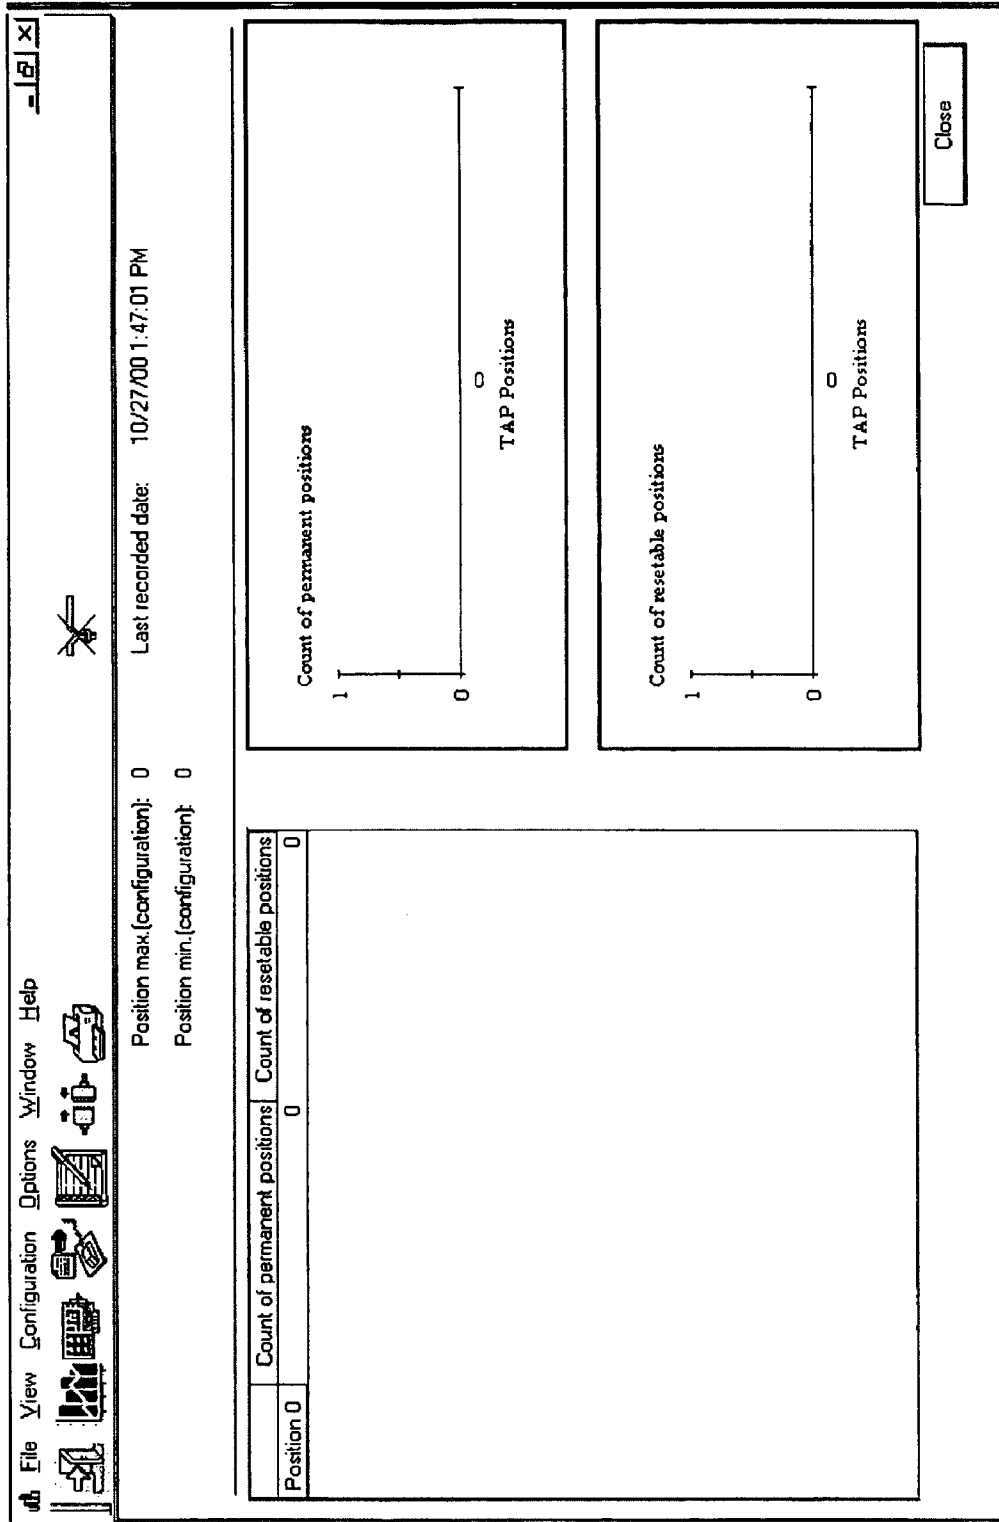 File View Configuration Options Window Help
Position max.(configuration): 0 Last recorded date: 10/27/00 1:47:01 PM
Position min.(configuration): 0
Count of permanent positions Count of resetable positions
Position 0 0 0
Count of permanent positions
1
0
0
TAP Positions
Count of resetable positions
1
0
0
TAP Positions
Close